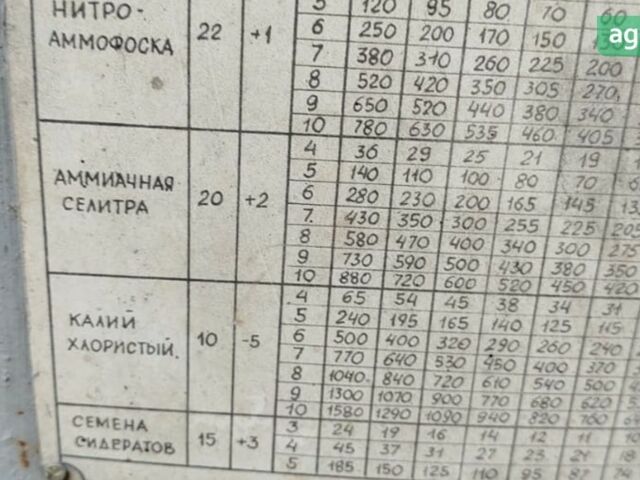 НИТРО-
АММОФОСКА
22 +1
5 120 95 80 70 60
6 250 200 170 150
7 380 310 260 225 200
8 520 420 350 305 270
9 650 520 440 380 340
10 780 630 535 460 405
АММИАЧНАЯ
СЕЛИТРА
20 +2
4 36 29 25 21 19
5 140 110 100 80 70
6 280 230 200 165 145
7 430 350 300 255 225 205
8 580 470 400 340 300 275
9 730 590 500 430 380 350
10 880 720 600 520 450 420
КАЛИЙ
ХЛОРИСТЫЙ
10 -5
4 65 54 45 38 34 31
5 240 195 165 140 125 115
6 500 400 320 290 260 240
7 770 640 530 450 400 370
8 1040 840 720 610 540 500
9 1300 1070 900 770 680 620
10 1580 1290 1090 940 820 760
СЕМЕНА
СИДЕРАТОВ
15 +3
3 24 19 16 14 12 11
4 45 37 31 27 23 21 18
5 185 150 125 110 95
ag